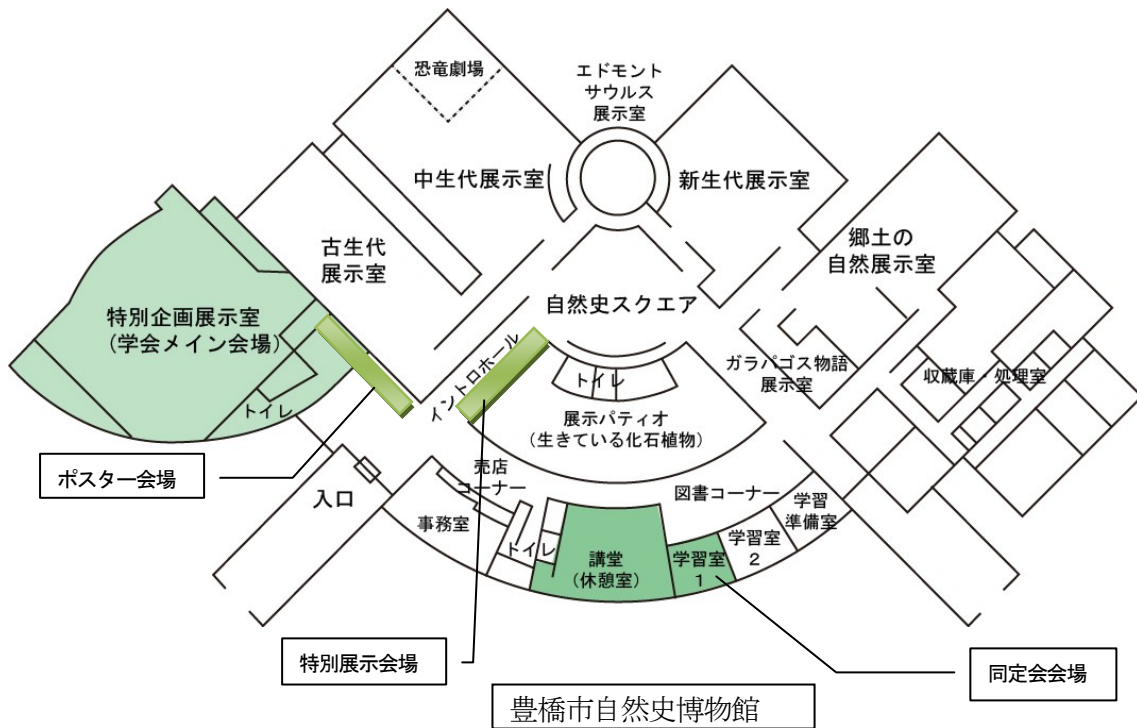 恐竜劇場
エドモント
サウルス
展示室
中生代展示室
新生代展示室
古生代
展示室
郷土の
自然展示室
特別企画展示室
（学会メイン会場）
自然史スクエア
イントロホール
トイレ
ガラパゴス物語
展示室
収蔵庫・処理室
トイレ
展示パティオ
（生きている化石植物）
ポスター会場
入口
売店
コーナー
図書コーナー
事務室
トイレ
講堂
（休憩室）
学習室
1
学習室
2
学習
準備室
特別展示会場
同定会会場
豊橋市自然史博物館